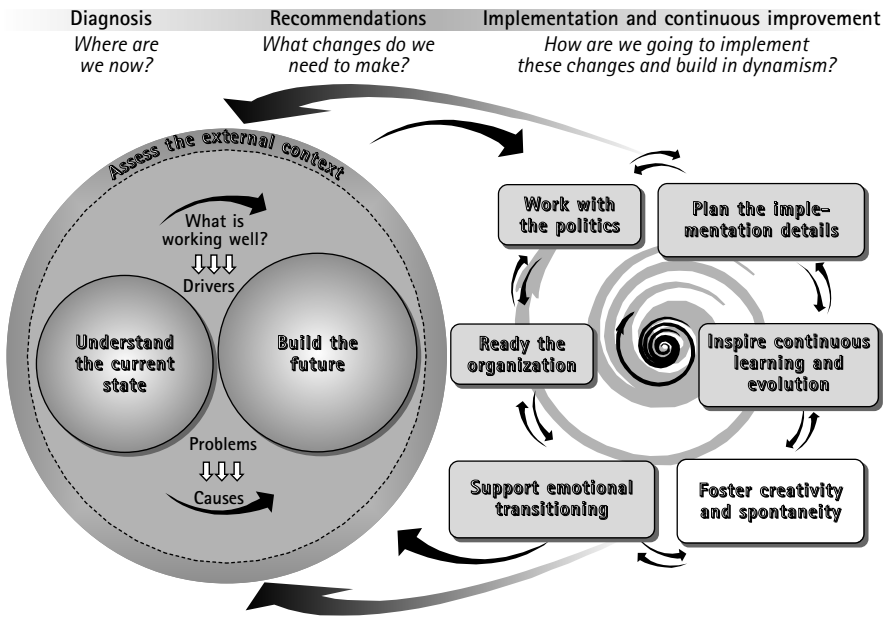 Diagnosis
Where are
we now?
Recommendations
What changes do we
need to make?
Implementation and continuous improvement
How are we going to implement
these changes and build in dynamism?
Assess the external context
What is
working well?
Drivers
Understand
the current
state
Build the
future
Problems
Causes
Work with
the politics
Plan the imple-
mentation details
Ready the
organization
Inspire continuous
learning and
evolution
Support emotional
transitioning
Foster creativity
and spontaneity